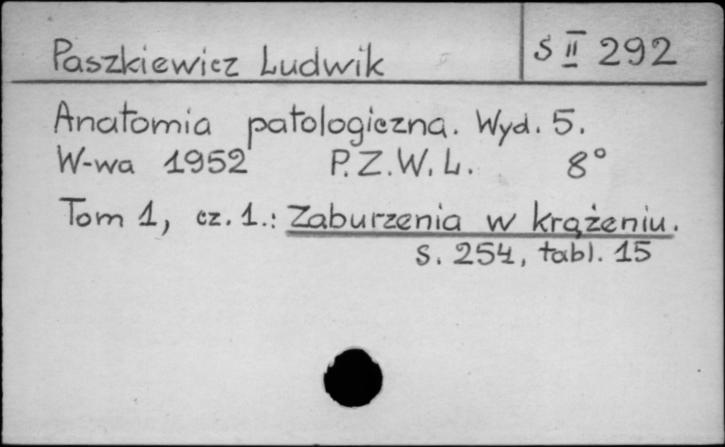 Paszkiewicz Ludwik S II 292
Anatomia patologiczna. Wyd. 5.
W-wa 1952 P.Z.W.L. 8°
Tom 1, cz. 1.: Zaburzenia w krążeniu.
S. 254, tabl. 15